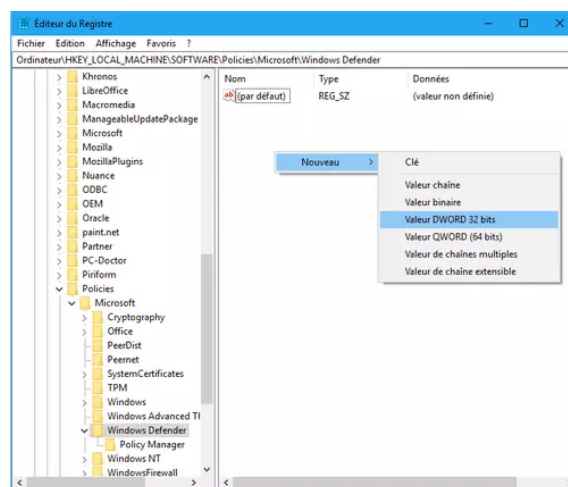 Éditeur du Registre
Fichier Edition Affichage Favoris ?
Ordinateur\HKEY_LOCAL_MACHINE\SOFTWARE\Policies\Microsoft\Windows Defender
Khronos
LibreOffice
Macromedia
ManageableUpdatePackage
Microsoft
Mozilla
MozillaPlugins
Nuance
ODBC
OEM
Oracle
paint.net
Partner
PC-Doctor
Piriform
Policies
Microsoft
Cryptography
Office
PeerDist
Peernet
SystemCertificates
TPM
Windows
Windows Advanced Th
Windows Defender
Policy Manager
Windows NT
WindowsFirewall
Nom Type Données
ab (par défaut) REG_SZ (valeur non définie)
Nouveau
Clé
Valeur chaîne
Valeur binaire
Valeur DWORD 32 bits
Valeur QWORD (64 bits)
Valeur de chaînes multiples
Valeur de chaîne extensible